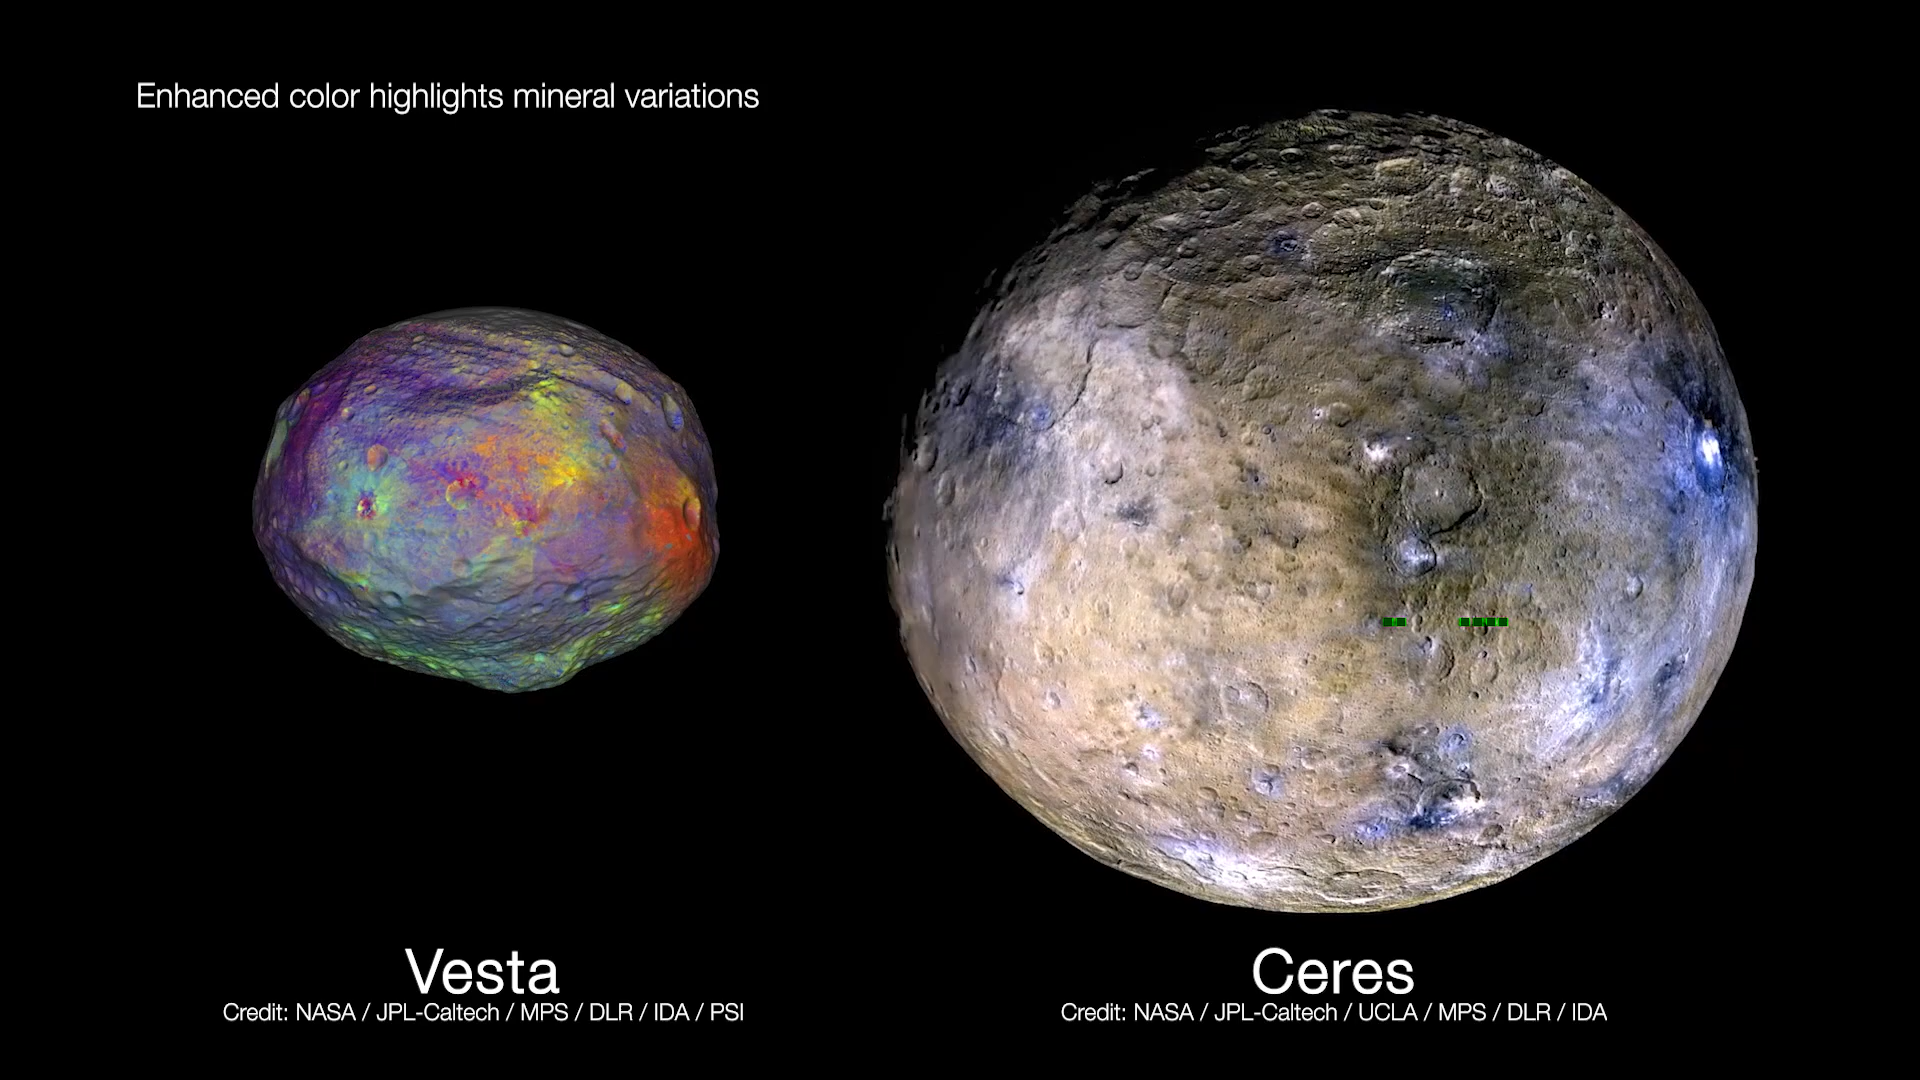 Enhanced color highlights mineral variations
Vesta
Credit: NASA / JPL-Caltech / MPS / DLR / IDA / PSI
Ceres
Credit: NASA / JPL-Caltech / UCLA / MPS / DLR / IDA